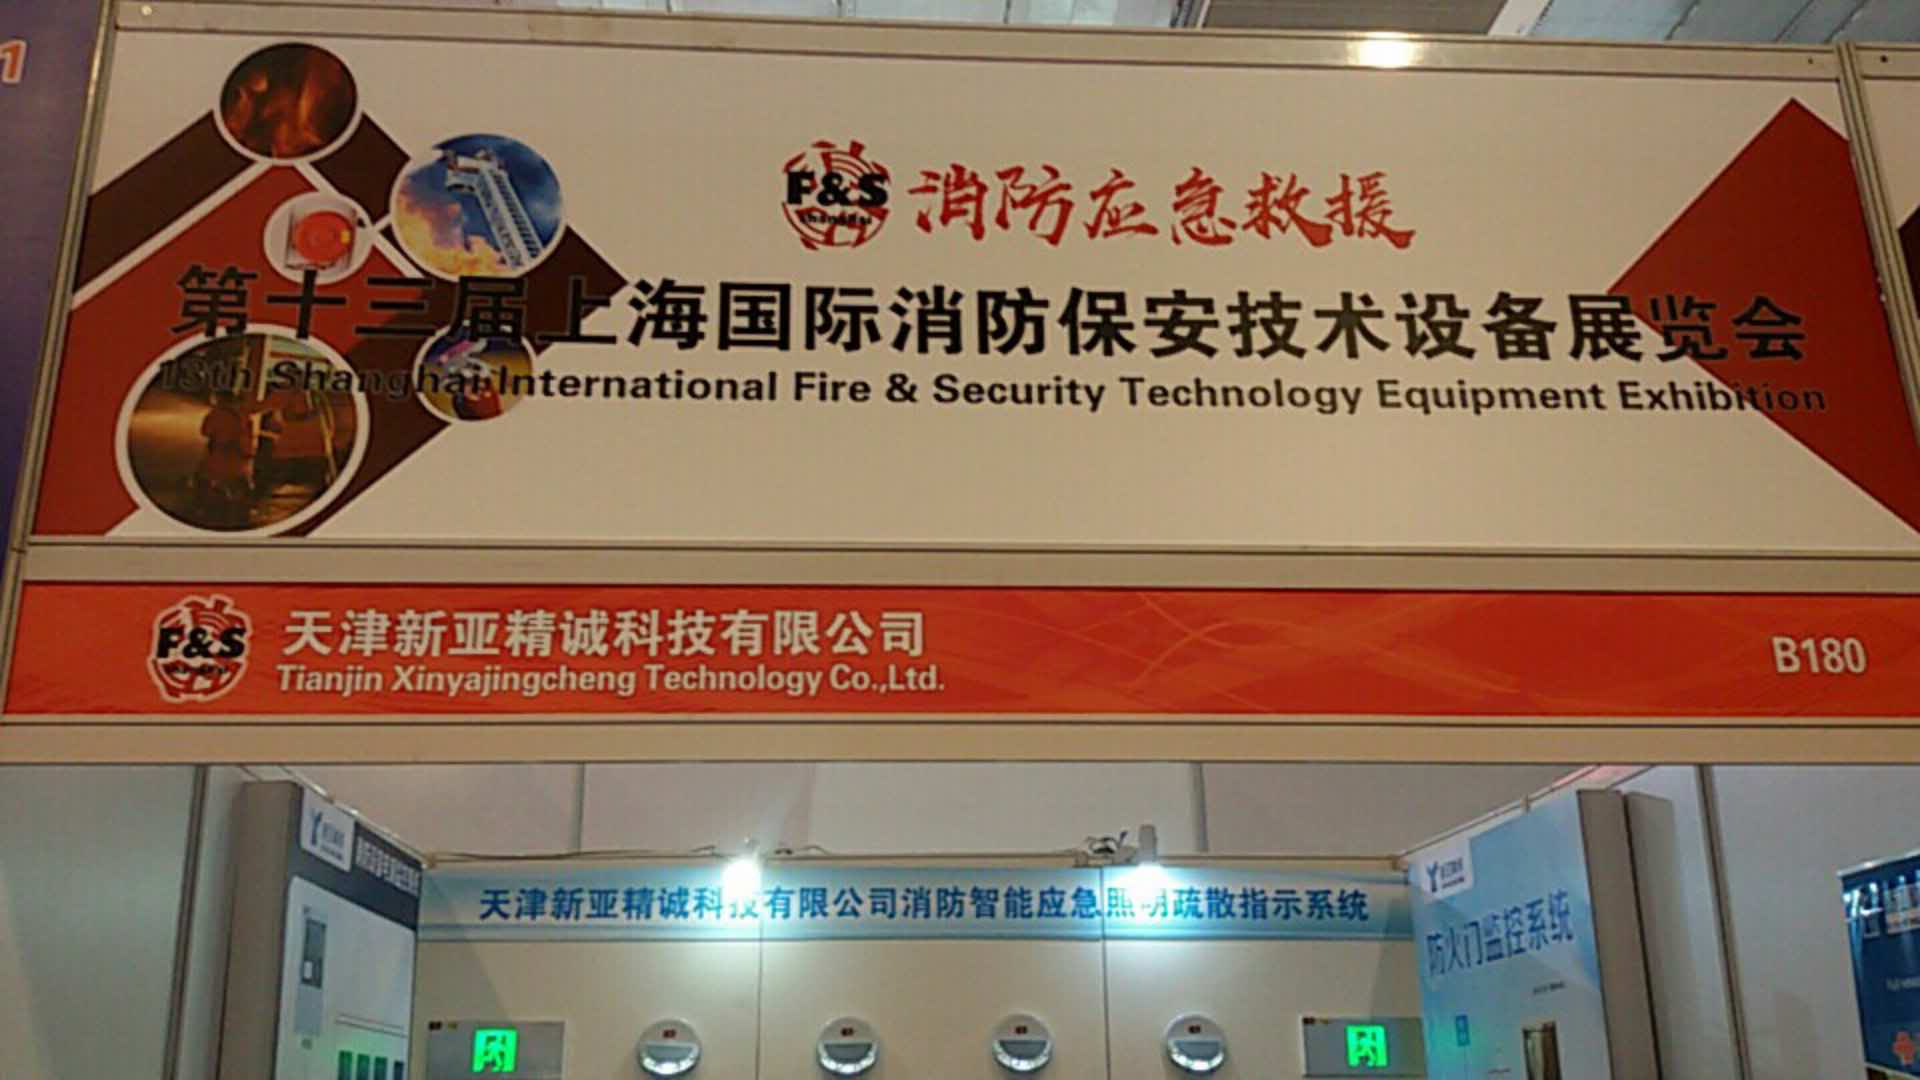 1
F&S
Shanghai
消防应急救援
第十三届上海国际消防保安技术设备展览会
13th Shanghai International Fire & Security Technology Equipment Exhibition
F&S
天津新亚精诚科技有限公司
Tianjin Xinyajingcheng Technology Co.,Ltd.
B180
天津新亚精诚科技有限公司消防智能应急照明疏散指示系统
防火门监控系统